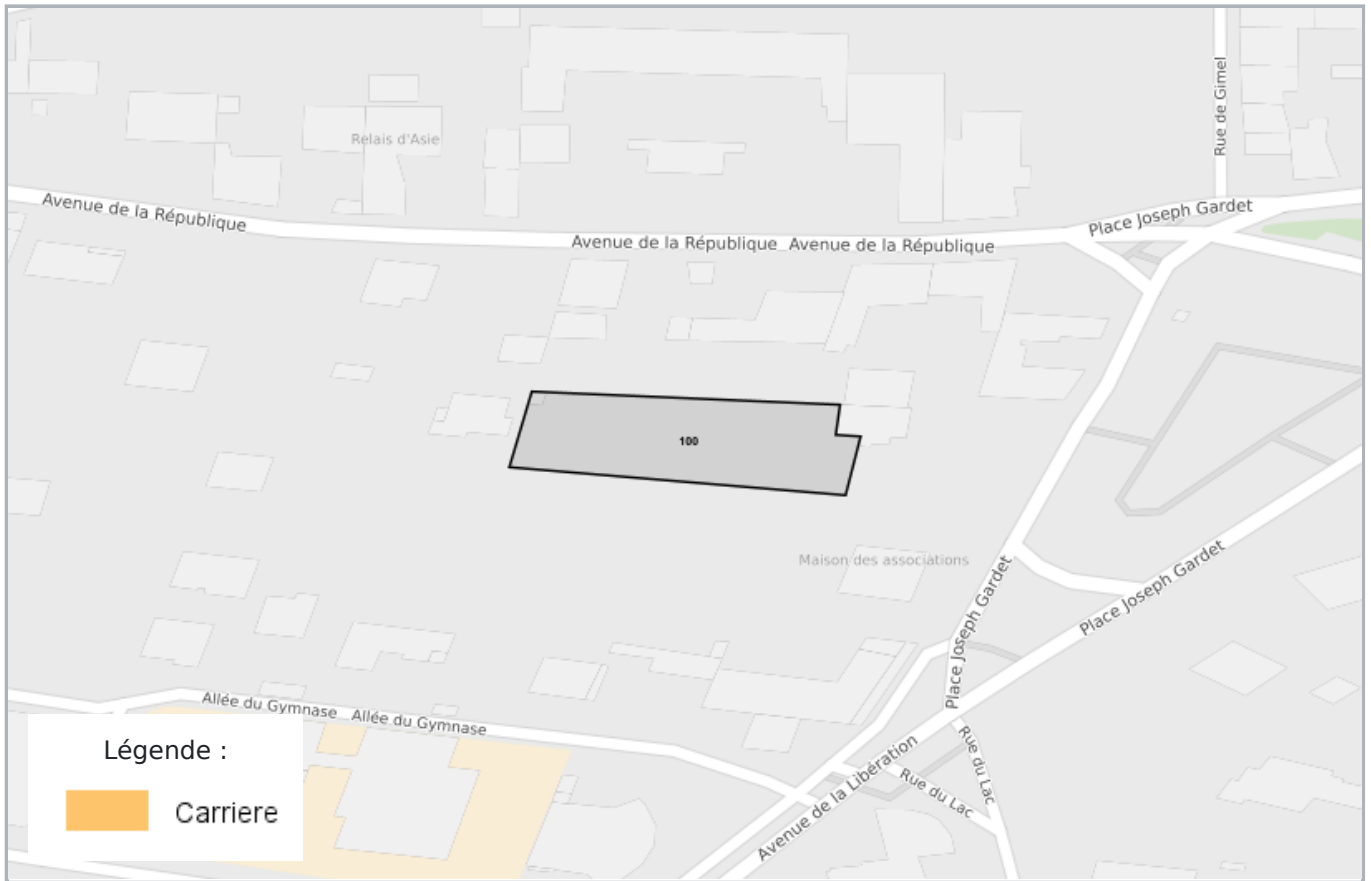 Rue de Gimel
Relais d'Asie
Avenue de la République
Place Joseph Gardet
Avenue de la République Avenue de la République
100
Maison des associations
Place Joseph Gardet
Place Joseph Gardet
Allée du Gymnase Allée du Gymnase
Légende :
Carriere
Avenue de la Libération
Rue du Lac
Rue du Lac